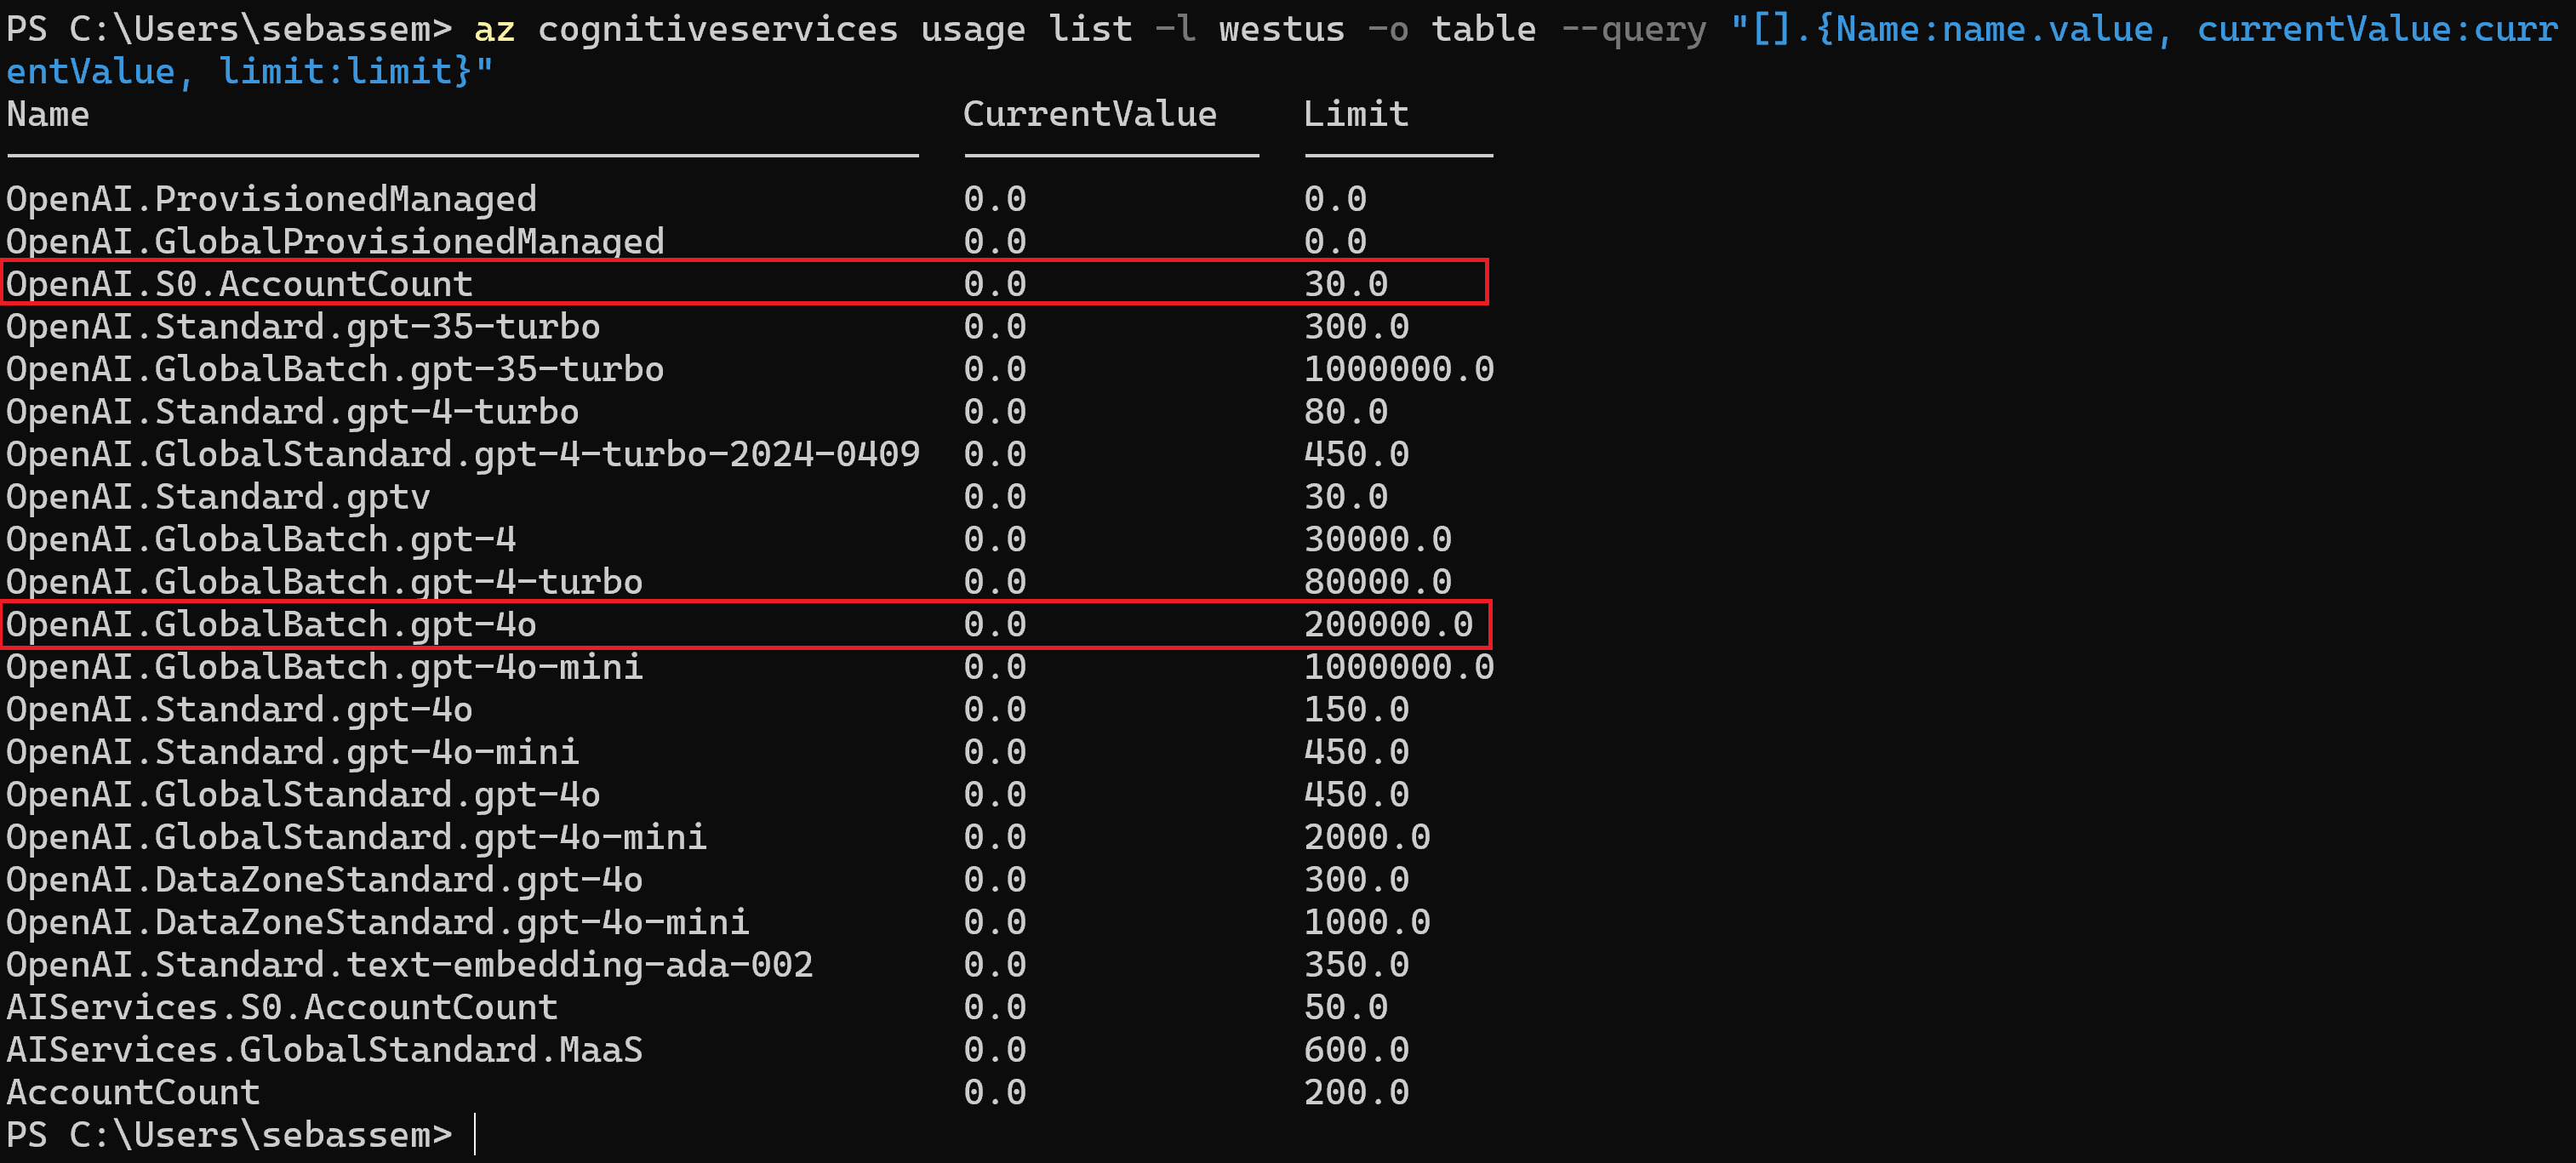 PS C:\Users\sebassem> az cognitiveservices usage list -l westus -o table --query "[].{Name:name.value, currentValue:curr
entValue, limit:limit}"
Name CurrentValue Limit
OpenAI.ProvisionedManaged 0.0 0.0
OpenAI.GlobalProvisionedManaged 0.0 0.0
OpenAI.S0.AccountCount 0.0 30.0
OpenAI.Standard.gpt-35-turbo 0.0 300.0
OpenAI.GlobalBatch.gpt-35-turbo 0.0 1000000.0
OpenAI.Standard.gpt-4-turbo 0.0 80.0
OpenAI.GlobalStandard.gpt-4-turbo-2024-0409 0.0 450.0
OpenAI.Standard.gptv 0.0 30.0
OpenAI.GlobalBatch.gpt-4 0.0 30000.0
OpenAI.GlobalBatch.gpt-4-turbo 0.0 80000.0
OpenAI.GlobalBatch.gpt-4o 0.0 200000.0
OpenAI.GlobalBatch.gpt-4o-mini 0.0 1000000.0
OpenAI.Standard.gpt-4o 0.0 150.0
OpenAI.Standard.gpt-4o-mini 0.0 450.0
OpenAI.GlobalStandard.gpt-4o 0.0 450.0
OpenAI.GlobalStandard.gpt-4o-mini 0.0 2000.0
OpenAI.DataZoneStandard.gpt-4o 0.0 300.0
OpenAI.DataZoneStandard.gpt-4o-mini 0.0 1000.0
OpenAI.Standard.text-embedding-ada-002 0.0 350.0
AIServices.S0.AccountCount 0.0 50.0
AIServices.GlobalStandard.MaaS 0.0 600.0
AccountCount 0.0 200.0
PS C:\Users\sebassem>